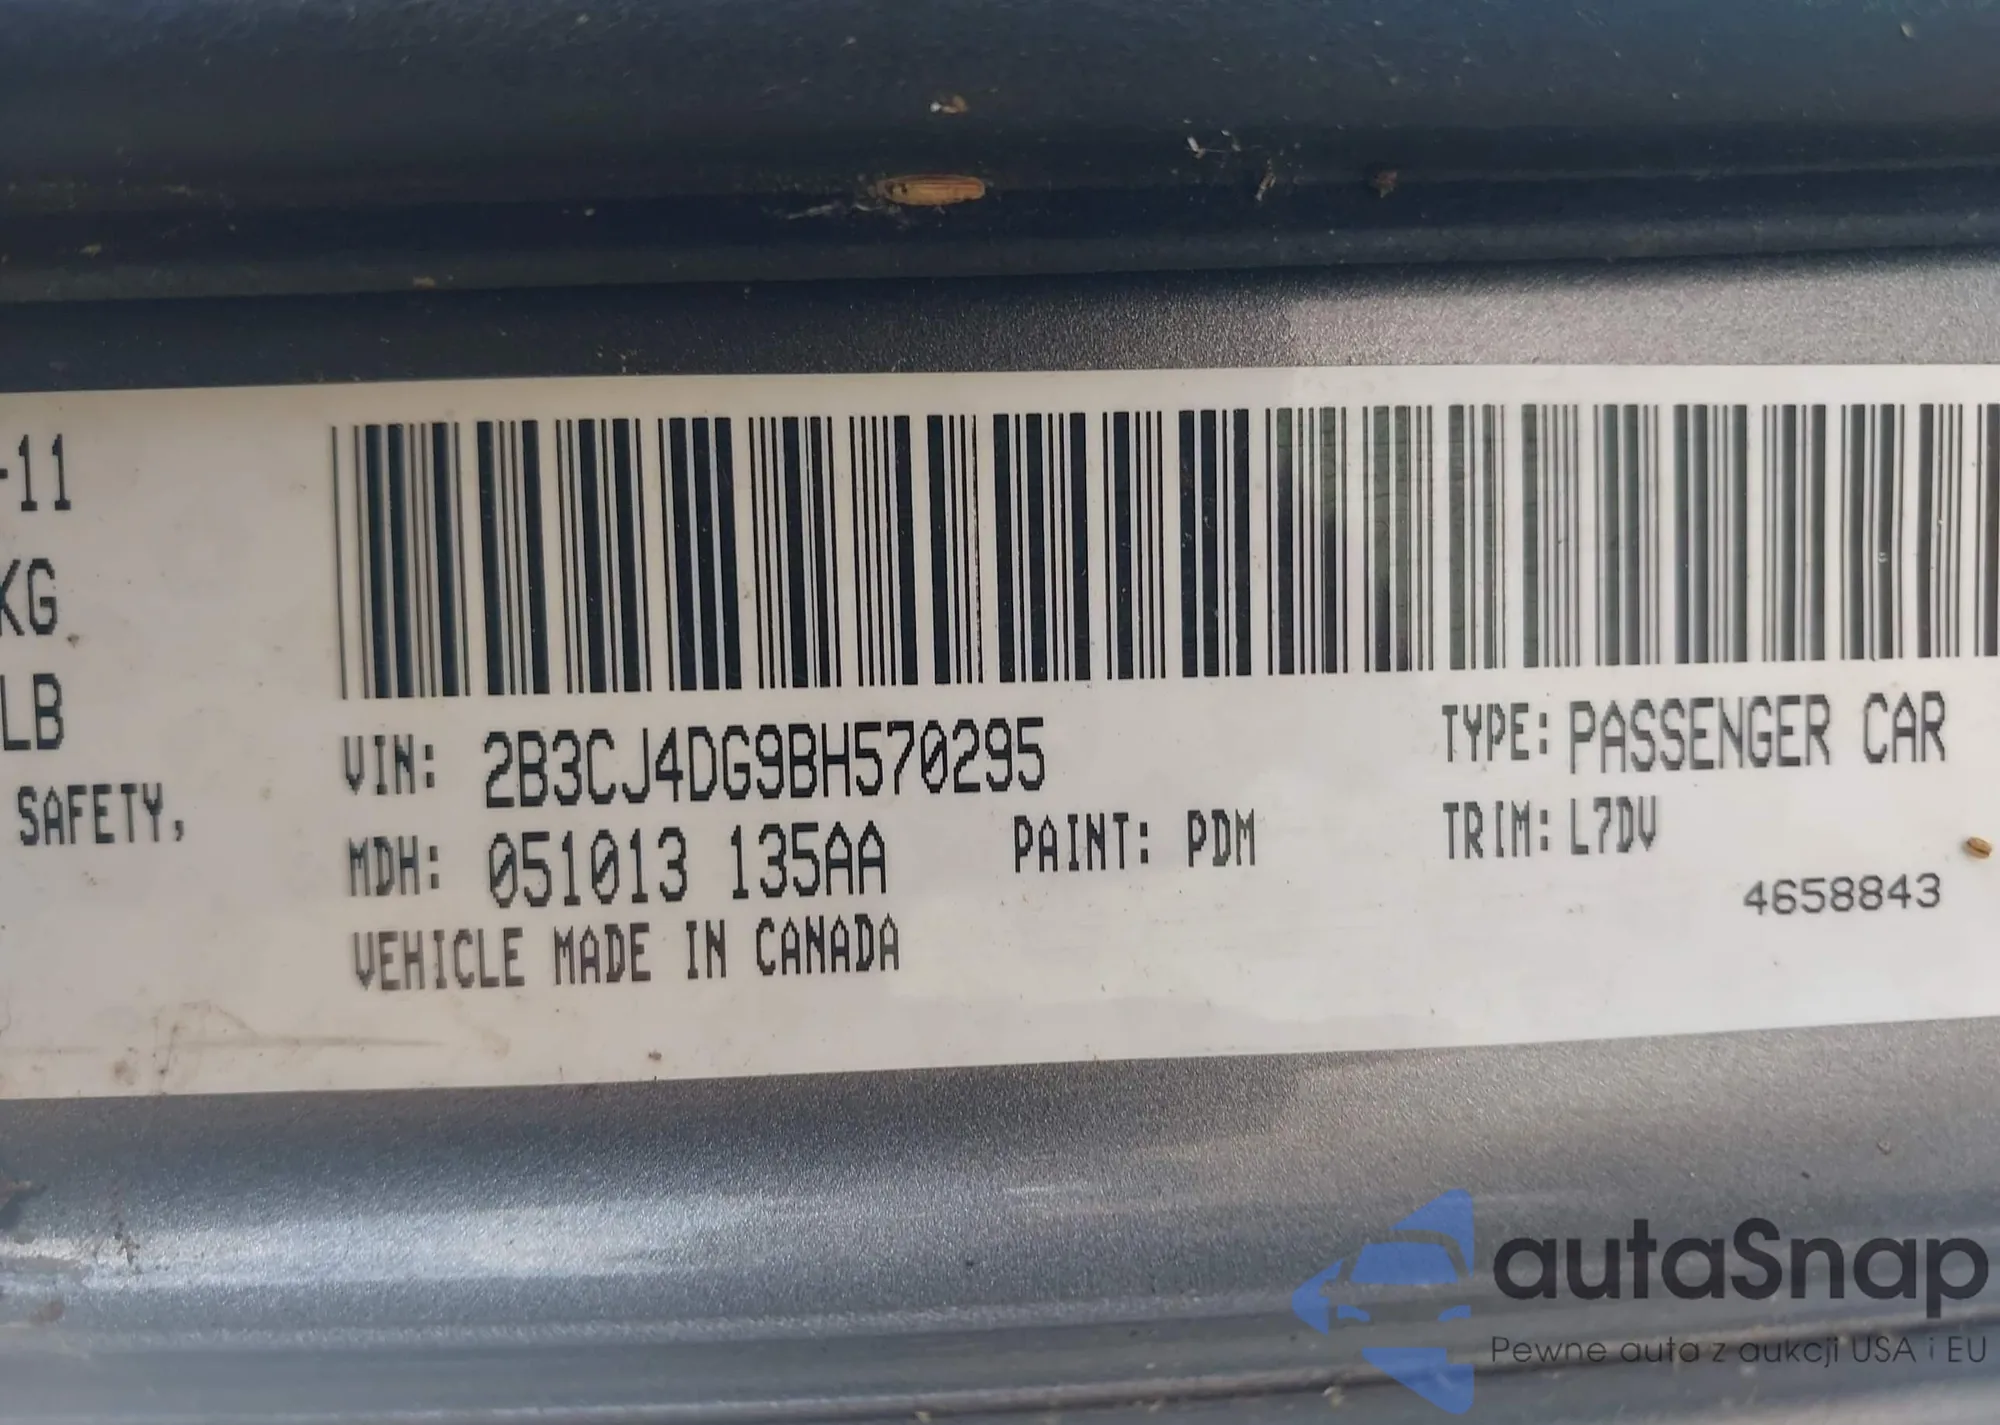 -11
KG
LB
SAFETY,
VIN: 2B3CJ4DG9BH570295
TYPE: PASSENGER CAR
MDH: 051013 135AA
PAINT: PDM
TRIM: L7DV
VEHICLE MADE IN CANADA
4658843
autaSnap
Pewne auta z aukcji USA i EU